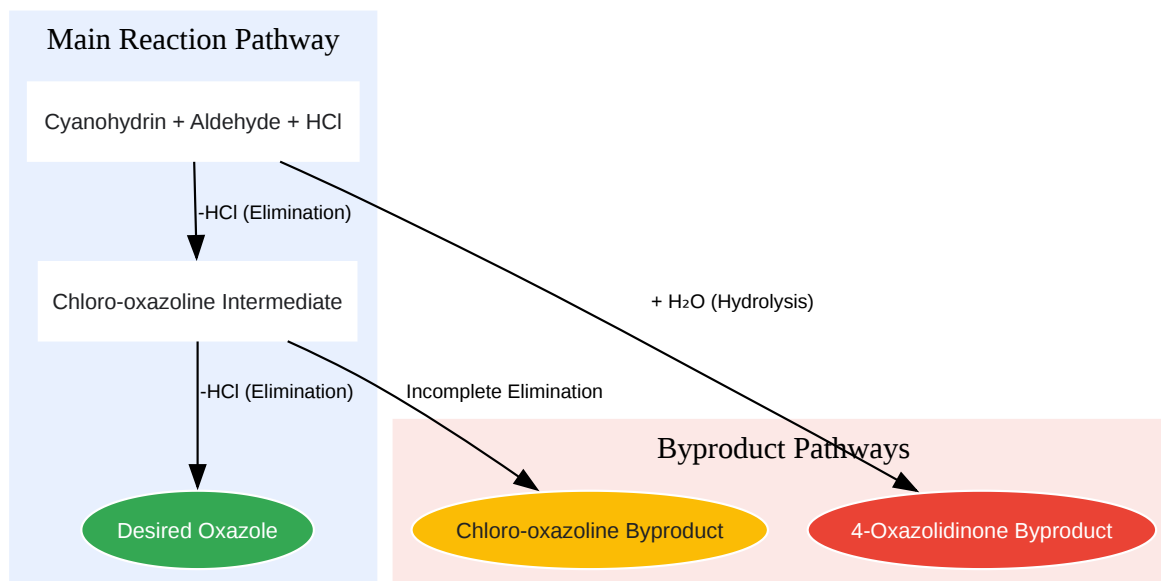 Main Reaction Pathway
Cyanohydrin + Aldehyde + HCl
-HCl (Elimination)
Chloro-oxazoline Intermediate
+ H₂O (Hydrolysis)
-HCl (Elimination)
Incomplete Elimination
Byproduct Pathways
Desired Oxazole
Chloro-oxazoline Byproduct
4-Oxazolidinone Byproduct